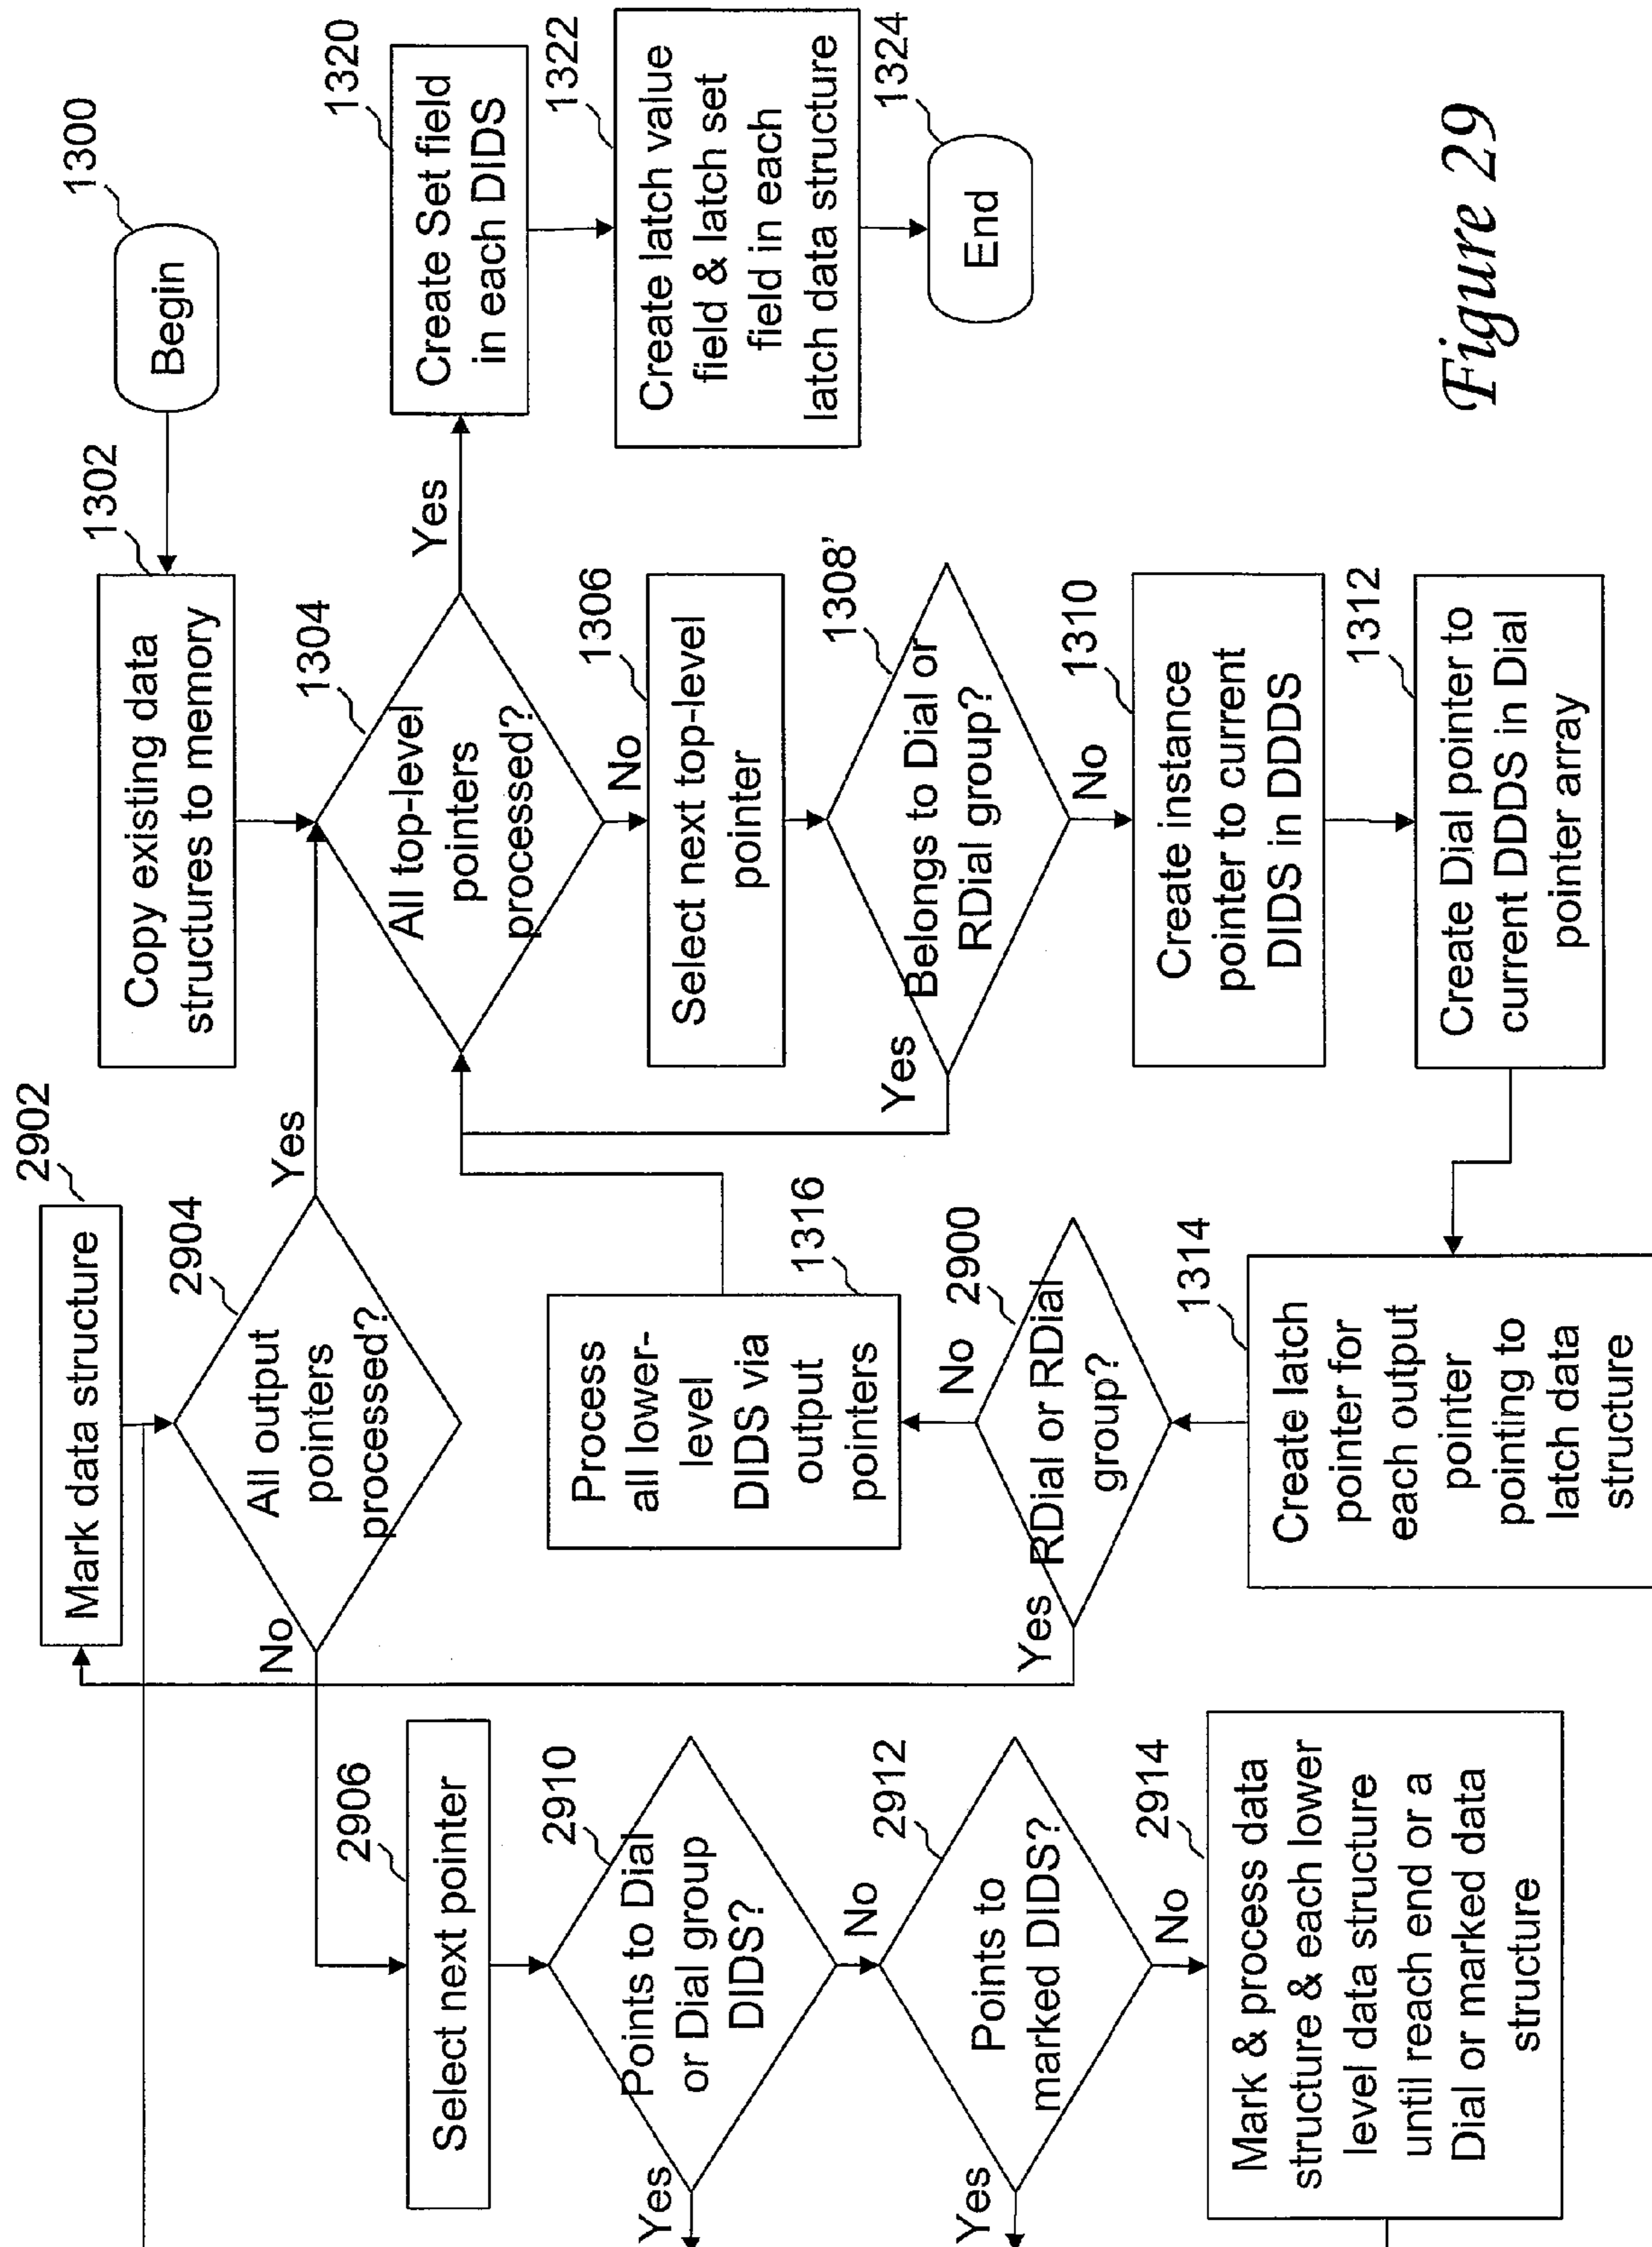 1300
Begin
1302
Copy existing data
structures to memory
1304
All top-level
pointers
processed?
Yes
No
1320
Create Set field
in each DIDS
1322
Create latch value
field & latch set
field in each
latch data structure
1324
End
1306
Select next top-level
pointer
1308'
Belongs to Dial or
RDial group?
Yes
No
1310
Create instance
pointer to current
DIDS in DDDS
1312
Create Dial pointer to
current DDDS in Dial
pointer array
1314
Create latch
pointer for
each output
pointer
pointing to
latch data
structure
2900
RDial or RDial
group?
No
Yes
1316
Process
all lower-
level
DIDS via
output
pointers
2902
Mark data structure
2904
All output
pointers
processed?
Yes
No
2906
Select next pointer
2910
Points to Dial
or Dial group
DIDS?
Yes
No
2912
Points to
marked DIDS?
Yes
No
2914
Mark & process data
structure & each lower
level data structure
until reach end or a
Dial or marked data
structure
Figure 29